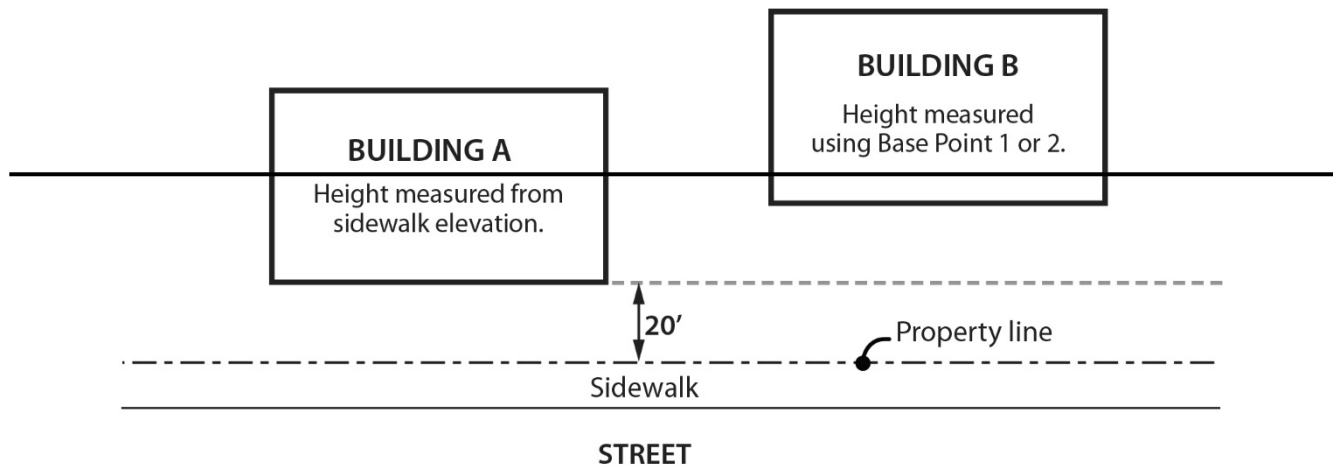 BUILDING B
Height measured
using Base Point 1 or 2.
BUILDING A
Height measured from
sidewalk elevation.
20’
Property line
Sidewalk
STREET